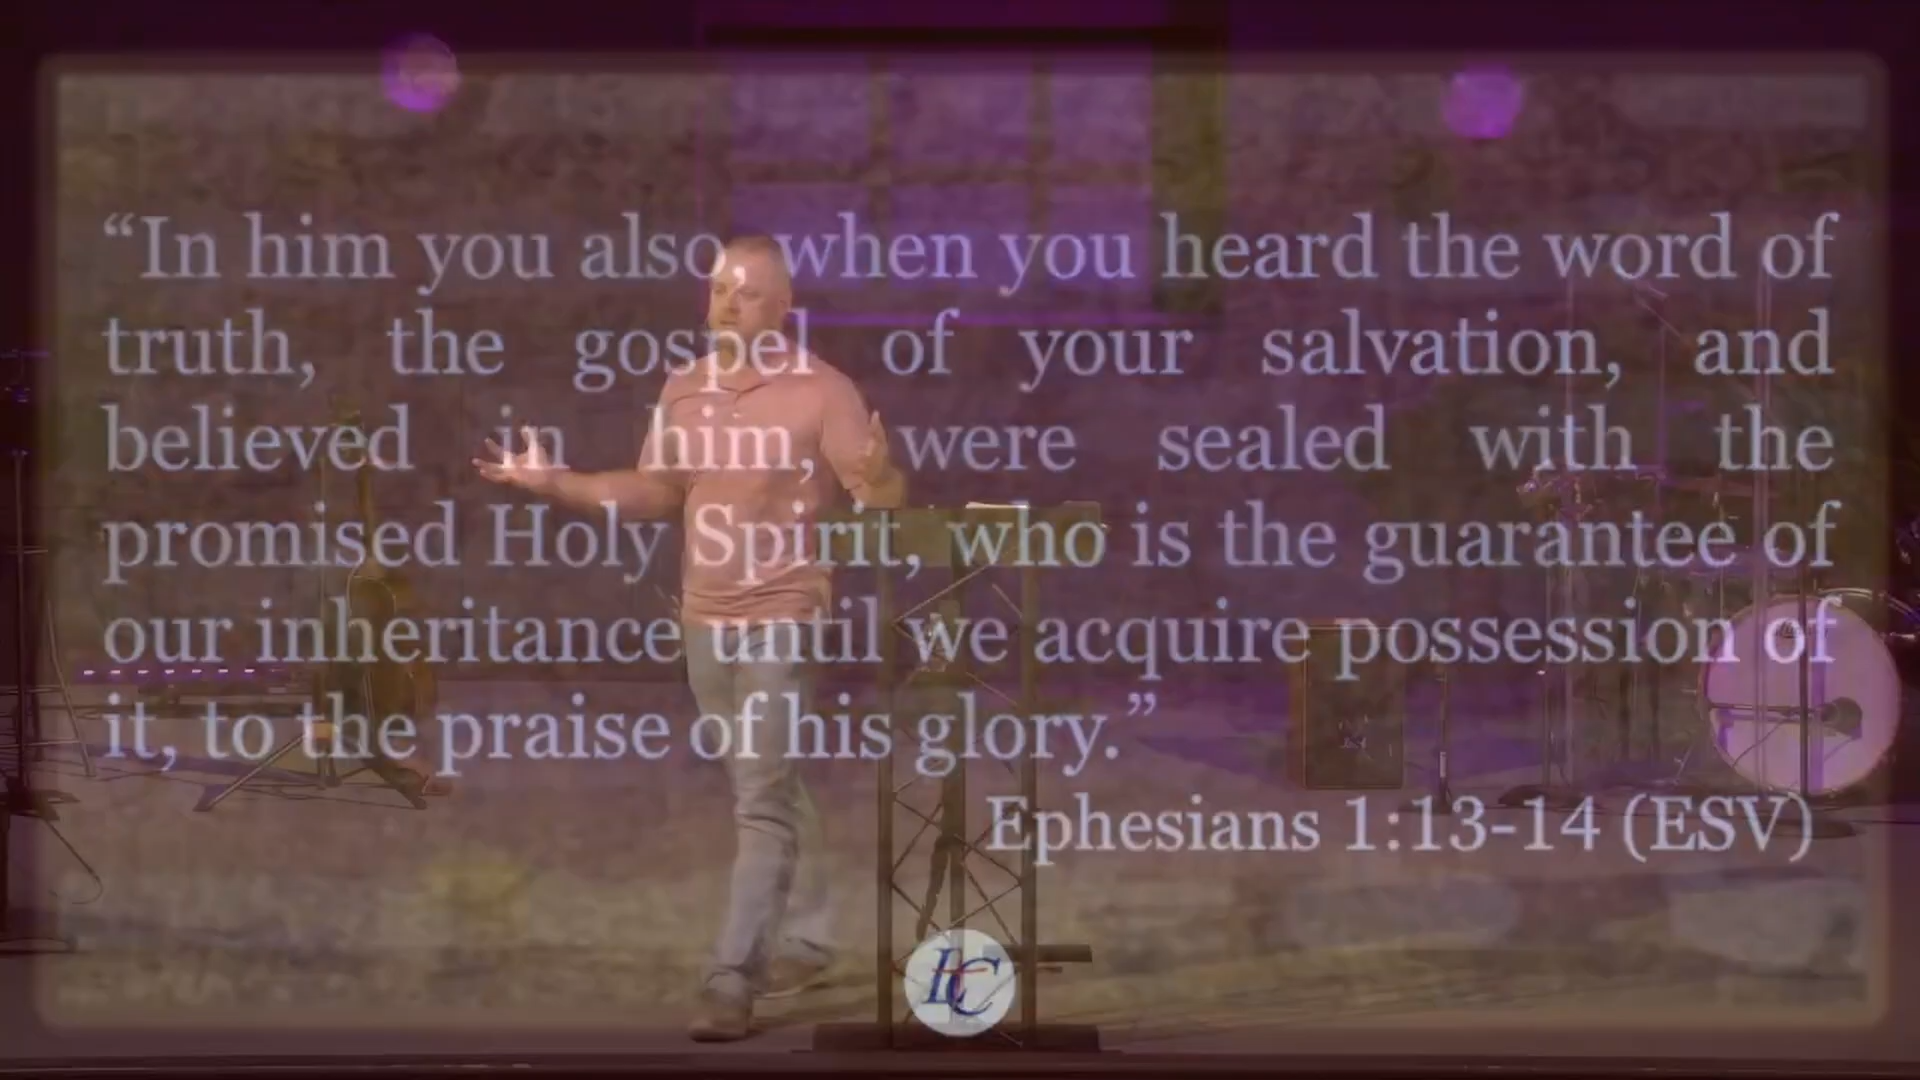 “In him you also, when you heard the word of
truth, the gospel of your salvation, and
believed in him, were sealed with the
promised Holy Spirit, who is the guarantee of
our inheritance until we acquire possession of
it, to the praise of his glory.”
Ephesians 1:13-14 (ESV)
LC